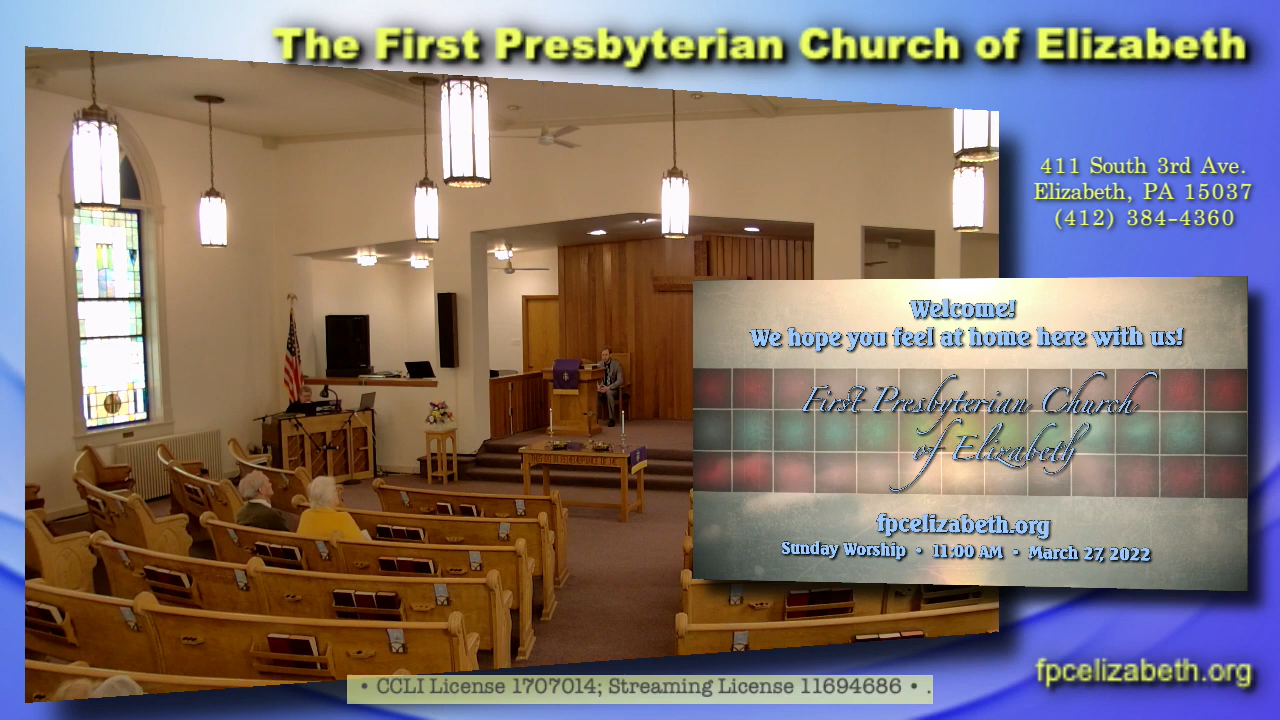 The First Presbyterian Church of Elizabeth
411 South 3rd Ave.
Elizabeth, PA 15037
(412) 384-4360
Welcome!
We hope you feel at home here with us!
First Presbyterian Church
of Elizabeth
fpcelizabeth.org
Sunday Worship • 11:00 AM • March 27, 2022
fpcelizabeth.org
• CCLI License 1707014; Streaming License 11694686 • .